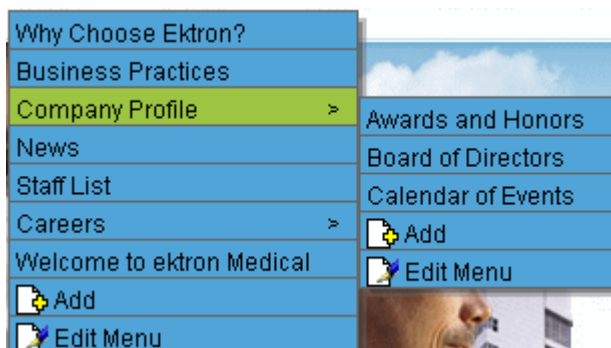 Why Choose Ektron?
Business Practices
Company Profile >
News
Staff List
Careers >
Welcome to ektron Medical
Add
Edit Menu
Awards and Honors
Board of Directors
Calendar of Events
Add
Edit Menu